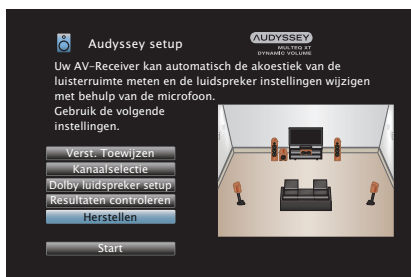 Audyssey setup
AUDYSSEY
MULTEQ XT
DYNAMIC VOLUME
Uw AV-Receiver kan automatisch de akoestiek van de
luisterruimte meten en de luidspreker instellingen wijzigen
met behulp van de microfoon.
Gebruik de volgende
instellingen.
Verst. Toewijzen
Kanaalselectie
Dolby luidspreker setup
Resultaten controleren
Herstellen
Start